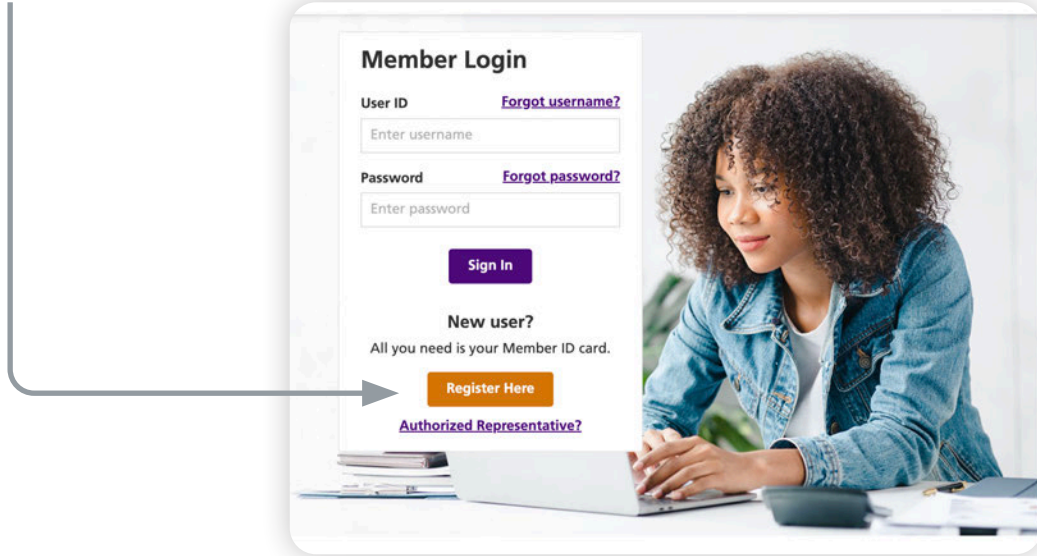 Member Login
User ID Forgot username?
Enter username
Password Forgot password?
Enter password
Sign In
New user?
All you need is your Member ID card.
Register Here
Authorized Representative?